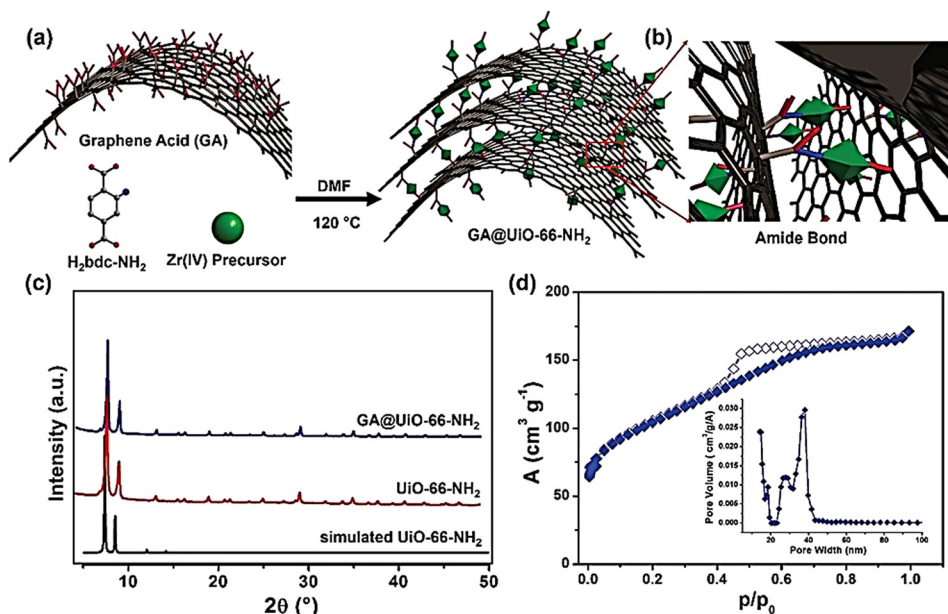 (a)
Graphene Acid (GA)
H₂bdc-NH₂
Zr(IV) Precursor
DMF
120 °C
GA@UiO-66-NH₂
(b)
Amide Bond
(c)
Intensity (a.u.)
GA@UiO-66-NH₂
UiO-66-NH₂
simulated UiO-66-NH₂
10 20 30 40 50
2θ (°)
(d)
A (cm³ g⁻¹)
200
150
100
50
0
0.0 0.2 0.4 0.6 0.8 1.0
p/p₀
Pore Volume ( cm³/g/A)
0.030
0.025
0.020
0.015
0.010
0.005
0.000
20 40 60 80 100
Pore Width (nm)